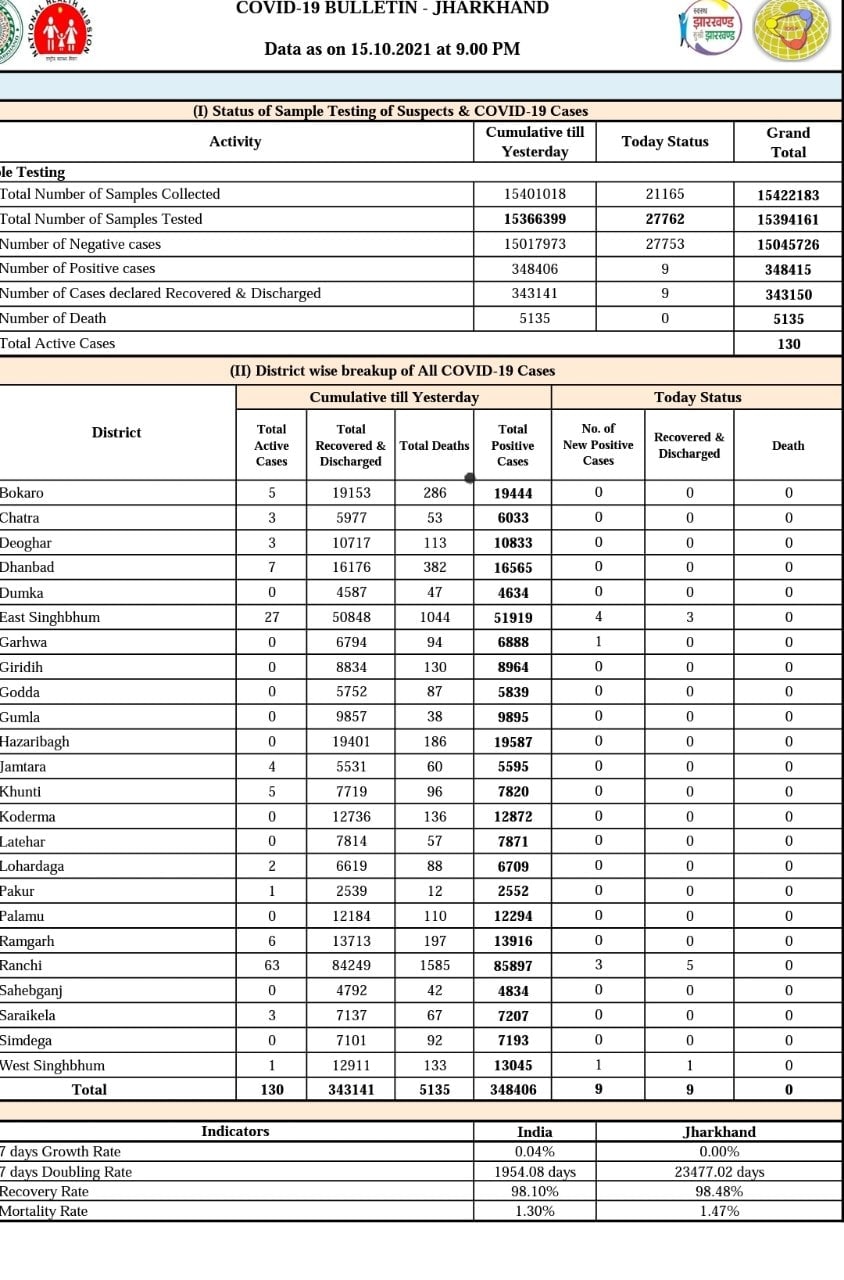 COVID-19 BULLETIN - JHARKHAND
NATIONAL HEALTH MISSION
स्वस्थ
झारखण्ड
सुखी झारखण्ड
Data as on 15.10.2021 at 9.00 PM
(I) Status of Sample Testing of Suspects & COVID-19 Cases
Activity Cumulative till Yesterday Today Status Grand Total
le Testing
Total Number of Samples Collected 15401018 21165 15422183
Total Number of Samples Tested 15366399 27762 15394161
Number of Negative cases 15017973 27753 15045726
Number of Positive cases 348406 9 348415
Number of Cases declared Recovered & Discharged 343141 9 343150
Number of Death 5135 0 5135
Total Active Cases 130
(II) District wise breakup of All COVID-19 Cases
Cumulative till Yesterday Today Status
District Total Active Cases Total Recovered & Discharged Total Deaths Total Positive Cases No. of New Positive Cases Recovered & Discharged Death
Bokaro 5 19153 286 19444 0 0 0
Chatra 3 5977 53 6033 0 0 0
Deoghar 3 10717 113 10833 0 0 0
Dhanbad 7 16176 382 16565 0 0 0
Dumka 0 4587 47 4634 0 0 0
East Singhbhum 27 50848 1044 51919 4 3 0
Garhwa 0 6794 94 6888 1 0 0
Giridih 0 8834 130 8964 0 0 0
Godda 0 5752 87 5839 0 0 0
Gumla 0 9857 38 9895 0 0 0
Hazaribagh 0 19401 186 19587 0 0 0
Jamtara 4 5531 60 5595 0 0 0
Khunti 5 7719 96 7820 0 0 0
Koderma 0 12736 136 12872 0 0 0
Latehar 0 7814 57 7871 0 0 0
Lohardaga 2 6619 88 6709 0 0 0
Pakur 1 2539 12 2552 0 0 0
Palamu 0 12184 110 12294 0 0 0
Ramgarh 6 13713 197 13916 0 0 0
Ranchi 63 84249 1585 85897 3 5 0
Sahebganj 0 4792 42 4834 0 0 0
Saraikela 3 7137 67 7207 0 0 0
Simdega 0 7101 92 7193 0 0 0
West Singhbhum 1 12911 133 13045 1 1 0
Total 130 343141 5135 348406 9 9 0
Indicators India Jharkhand
7 days Growth Rate 0.04% 0.00%
7 days Doubling Rate 1954.08 days 23477.02 days
Recovery Rate 98.10% 98.48%
Mortality Rate 1.30% 1.47%